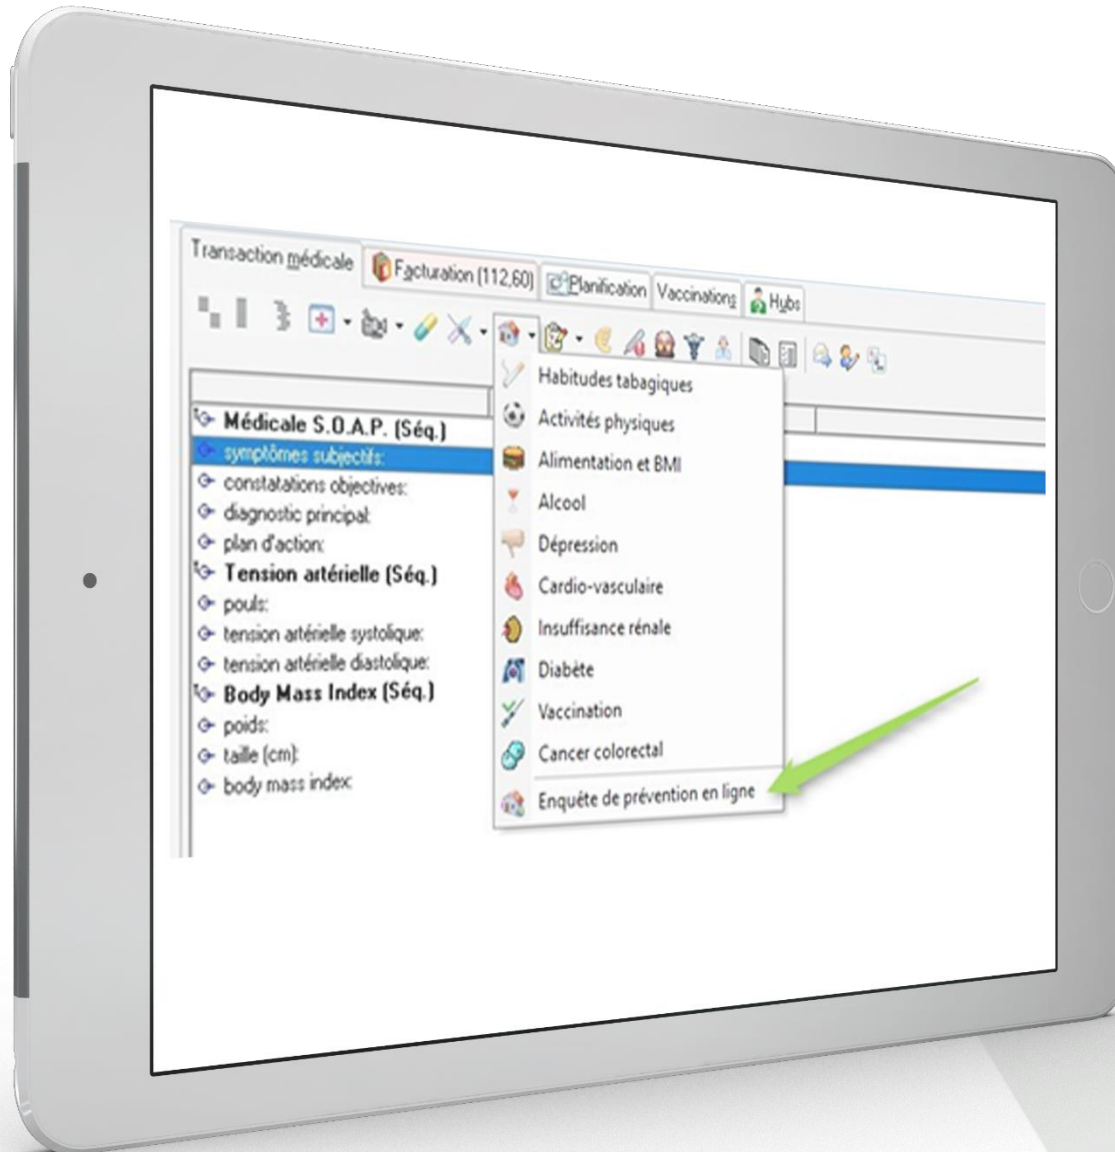 Transaction médicale
Facturation (112,60)
Planification
Vaccinations
Hubs
Médicale S.O.A.P. (Séq.)
symptômes subjectifs:
constatations objectives:
diagnostic principal:
plan d'action:
Tension artérielle (Séq.)
pouls:
tension artérielle systolique:
tension artérielle diastolique:
Body Mass Index (Séq.)
poids:
taille (cm):
body mass index:
Habitudes tabagiques
Activités physiques
Alimentation et BMI
Alcool
Dépression
Cardio-vasculaire
Insuffisance rénale
Diabète
Vaccination
Cancer colorectal
Enquête de prévention en ligne